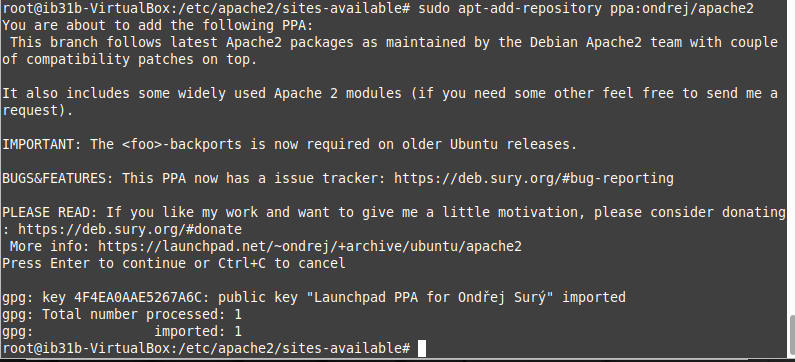 root@ib31b-VirtualBox:/etc/apache2/sites-available# sudo apt-add-repository ppa:ondrej/apache2
You are about to add the following PPA:
 This branch follows latest Apache2 packages as maintained by the Debian Apache2 team with couple
of compatibility patches on top.

It also includes some widely used Apache 2 modules (if you need some other feel free to send me a
request).

IMPORTANT: The <foo>-backports is now required on older Ubuntu releases.

BUGS&FEATURES: This PPA now has a issue tracker: https://deb.sury.org/#bug-reporting

PLEASE READ: If you like my work and want to give me a little motivation, please consider donating
: https://deb.sury.org/#donate
 More info: https://launchpad.net/~ondrej/+archive/ubuntu/apache2
Press Enter to continue or Ctrl+C to cancel

gpg: key 4F4EA0AAE5267A6C: public key "Launchpad PPA for Ondřej Surý" imported
gpg: Total number processed: 1
gpg:               imported: 1
root@ib31b-VirtualBox:/etc/apache2/sites-available#